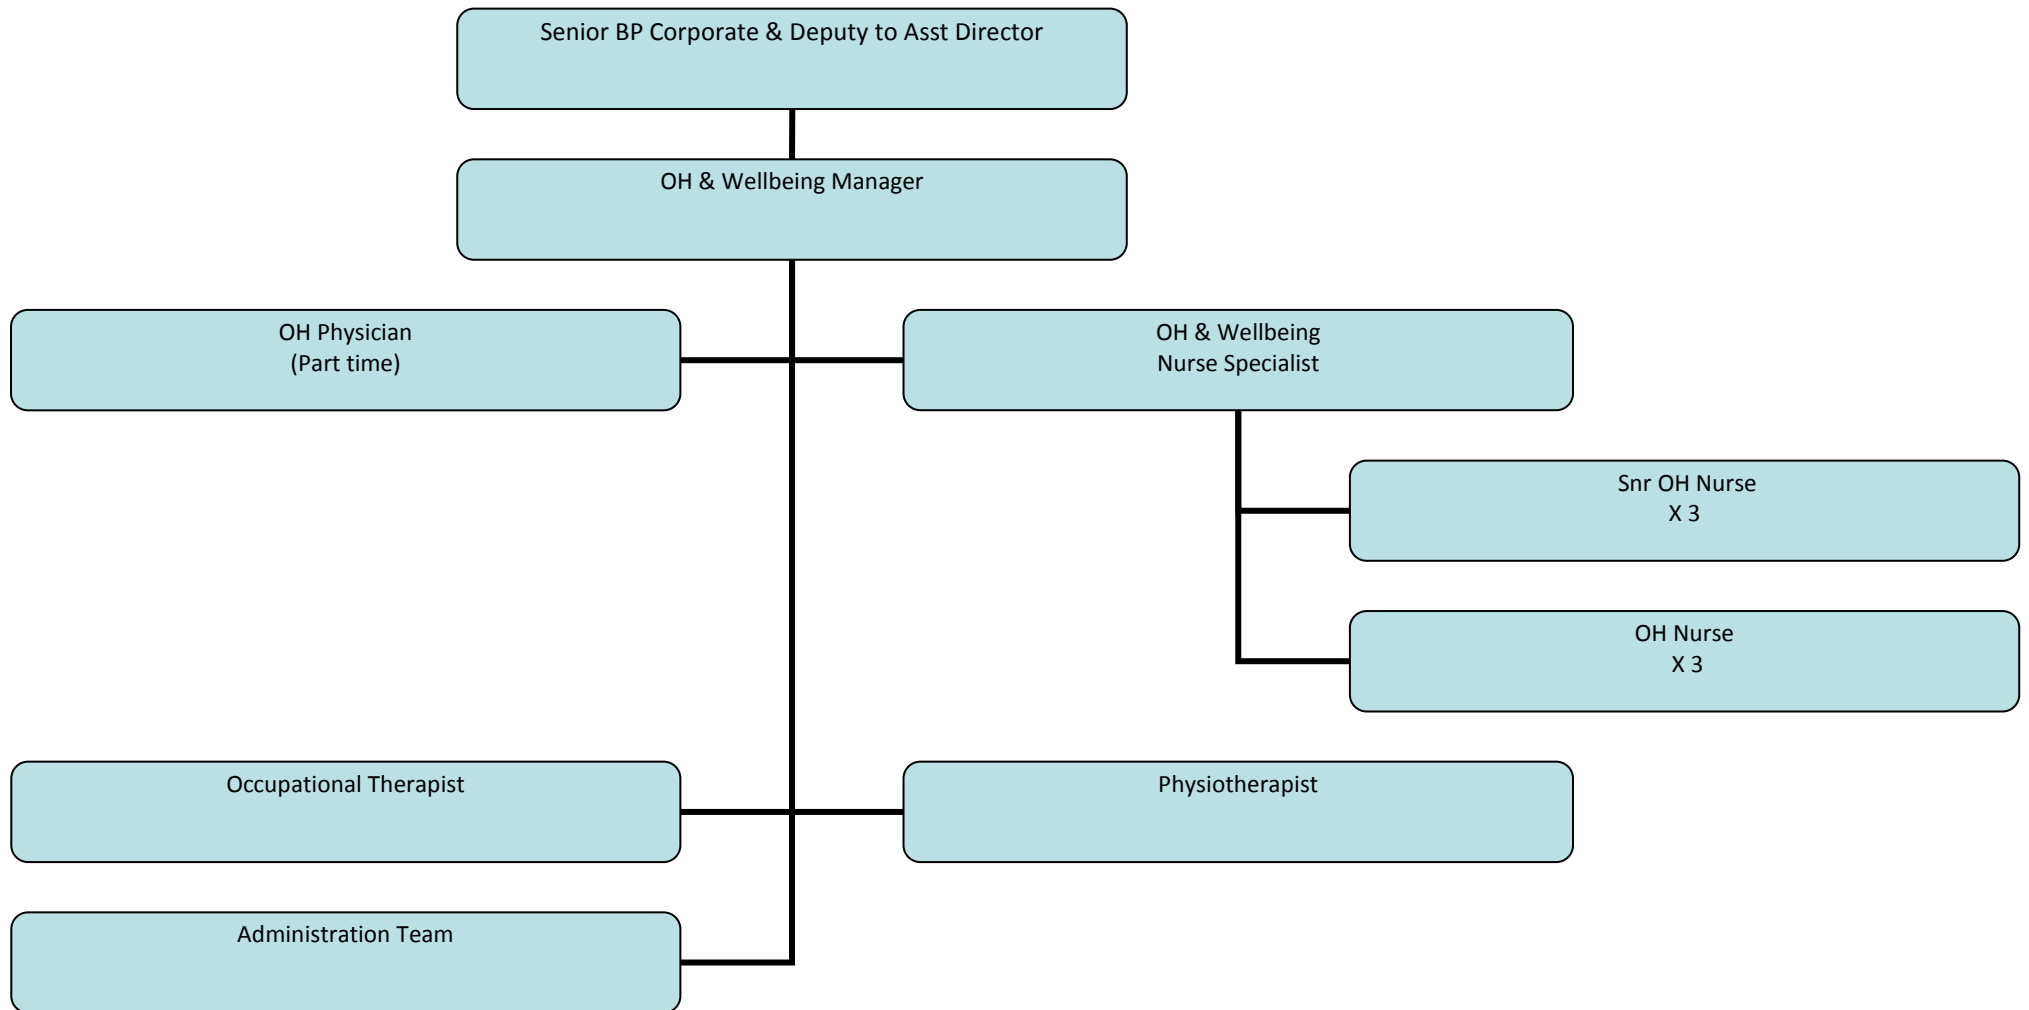 Senior BP Corporate & Deputy to Asst Director
OH & Wellbeing Manager
OH Physician
(Part time)
OH & Wellbeing
Nurse Specialist
Snr OH Nurse
X 3
OH Nurse
X 3
Occupational Therapist
Physiotherapist
Administration Team